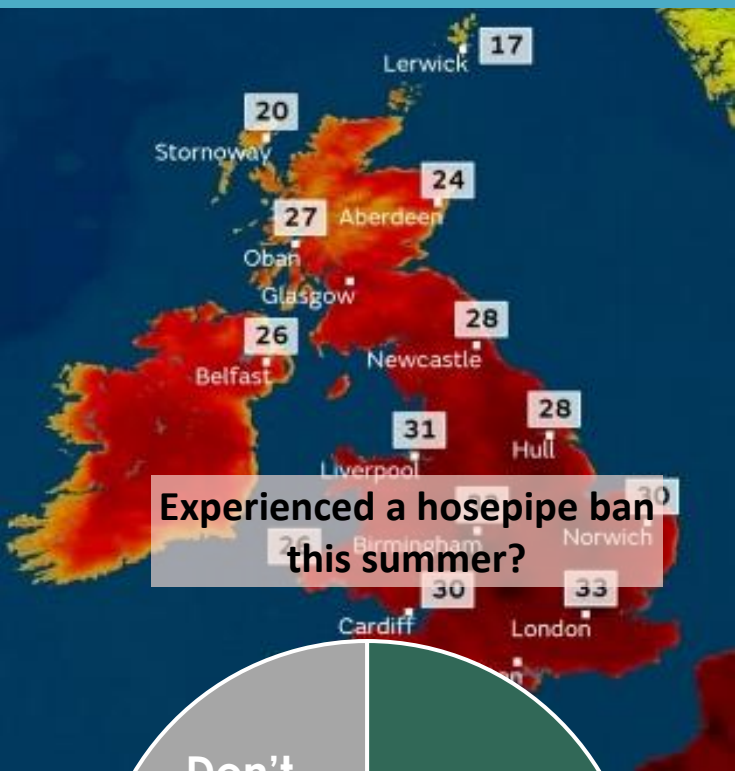 17
Lerwick
20
Stornoway
24
27
Aberdeen
Oban
Glasgow
28
26
Newcastle
Belfast
28
31
Hull
Liverpool
Experienced a hosepipe ban
this summer?
30
26
Birmingham
Norwich
30
33
Cardiff
London
Don't